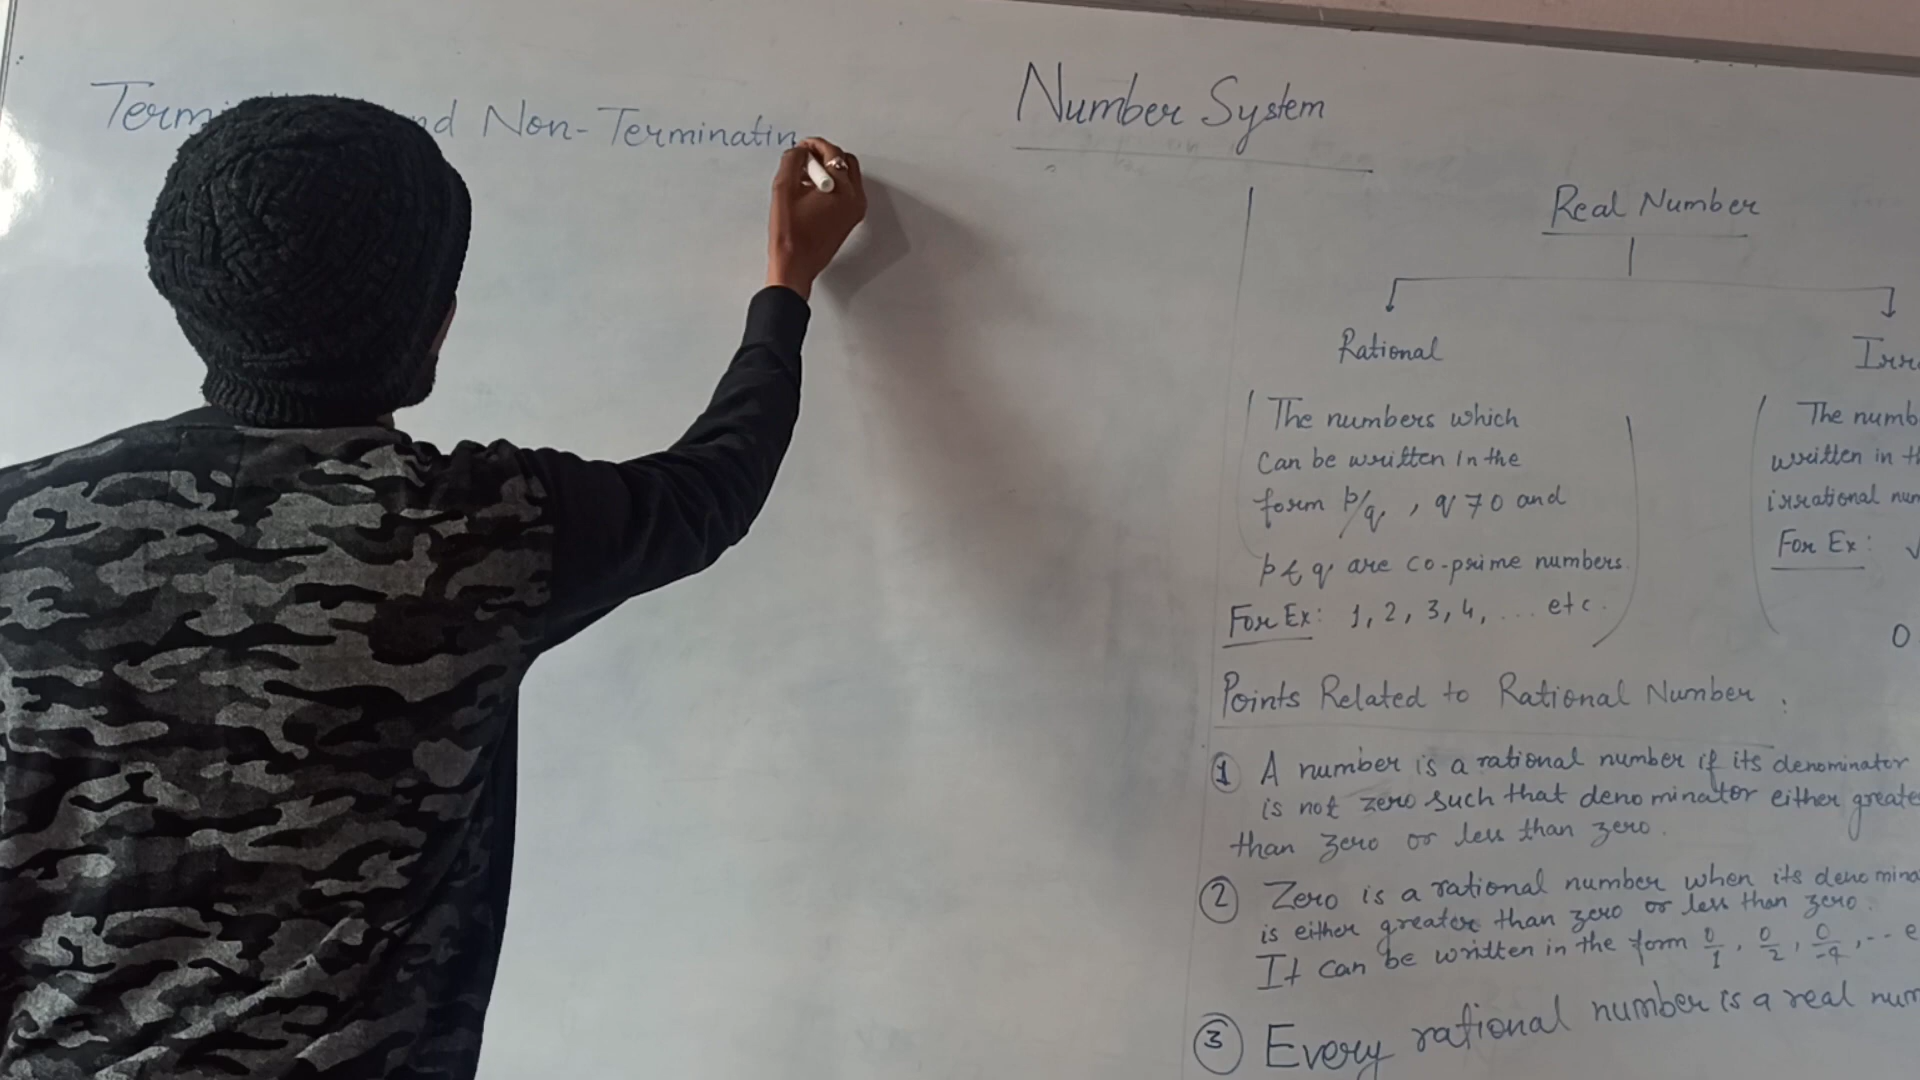 nd Non-Terminatin
Number System
Real Number
Rational
The numbers which
Can be written in the
form p/q, q ≠ 0 and
p & q are co-prime numbers
For Ex: 1, 2, 3, 4, ... etc.
The numb
written in th
irrational num
For Ex: √
0
Points Related to Rational Number :
① A number is a rational number if its denominator
is not zero such that denominator either greate
than zero or less than zero.
② Zero is a rational number when its denomina
is either greater than zero or less than zero.
It can be written in the form 0/1, 0/2, 0/-4, -- e
③ Every rational number is a real num